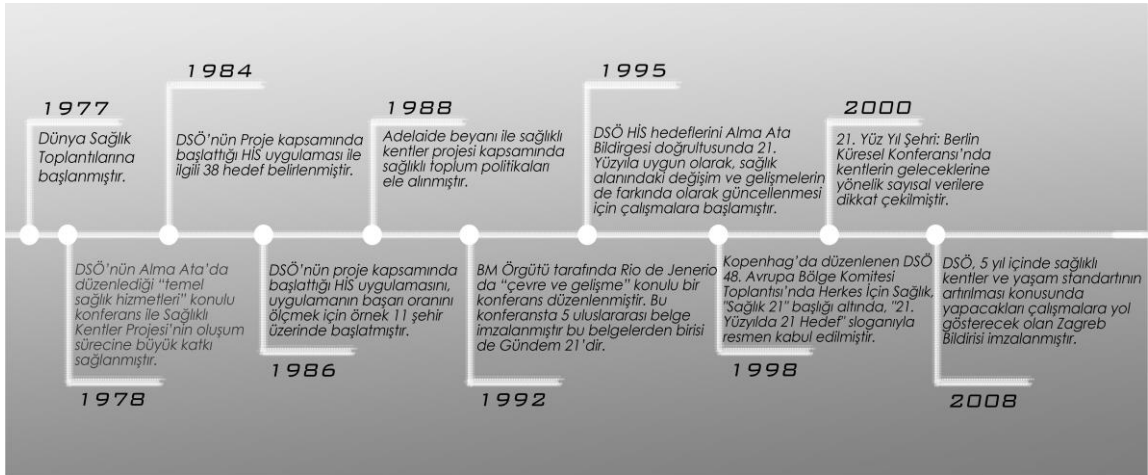 1977
Dünya Sağlık
Toplantılarına
başlanmıştır.
1978
DSÖ'nün Alma Ata'da
düzenlediği "temel
sağlık hizmetleri" konulu
konferans ile Sağlıklı
Kentler Projesi'nin oluşum
sürecine büyük katkı
sağlanmıştır.
1984
DSÖ'nün Proje kapsamında
başlattığı HİS uygulaması ile
ilgili 38 hedef belirlenmiştir.
1986
DSÖ'nün proje kapsamında
başlattığı HİS uygulamasını,
uygulamanın başarı oranını
ölçmek için örnek 11 şehir
üzerinde başlatmıştır.
1988
Adelaide beyanı ile sağlıklı
kentler projesi kapsamında
sağlıklı toplum politikaları
ele alınmıştır.
1992
BM Örgütü tarafında Rio de Jenerio
da "çevre ve gelişme" konulu bir
konferans düzenlenmiştir. Bu
konferansta 5 uluslararası belge
imzalanmıştır bu belgelerden birisi
de Gündem 21'dir.
1995
DSÖ HİS hedeflerini Alma Ata
Bildirgesi doğrultusunda 21.
Yüzyıla uygun olarak, sağlık
alanındaki değişim ve gelişmelerin
de farkında olarak güncellenmesi
için çalışmalara başlamıştır.
1998
Kopenhag'da düzenlenen DSÖ
48. Avrupa Bölge Komitesi
Toplantısı'nda Herkes İçin Sağlık,
"Sağlık 21" başlığı altında, "21.
Yüzyılda 21 Hedef" sloganıyla
resmen kabul edilmiştir.
2000
21. Yüz Yıl Şehri: Berlin
Küresel Konferansı'nda
kentlerin geleceklerine
yönelik sayısal verilere
dikkat çekilmiştir.
2008
DSÖ, 5 yıl içinde sağlıklı
kentler ve yaşam standartının
artırılması konusunda
yapacakları çalışmalara yol
gösterecek olan Zagreb
Bildirisi imzalanmıştır.